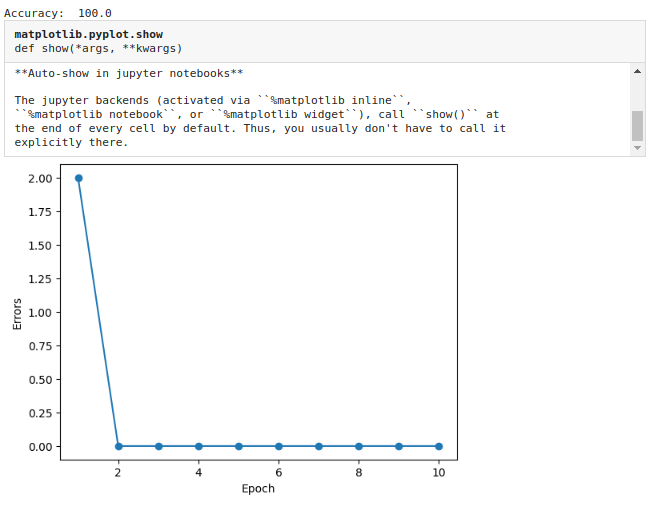 Accuracy:  100.0
matplotlib.pyplot.show
def show(*args, **kwargs)
**Auto-show in jupyter notebooks**
The jupyter backends (activated via ``%matplotlib inline``,
``%matplotlib notebook``, or ``%matplotlib widget``), call ``show()`` at
the end of every cell by default. Thus, you usually don't have to call it
explicitly there.
2.00
1.75
1.50
1.25
1.00
0.75
0.50
0.25
0.00
Errors
2 4 6 8 10
Epoch